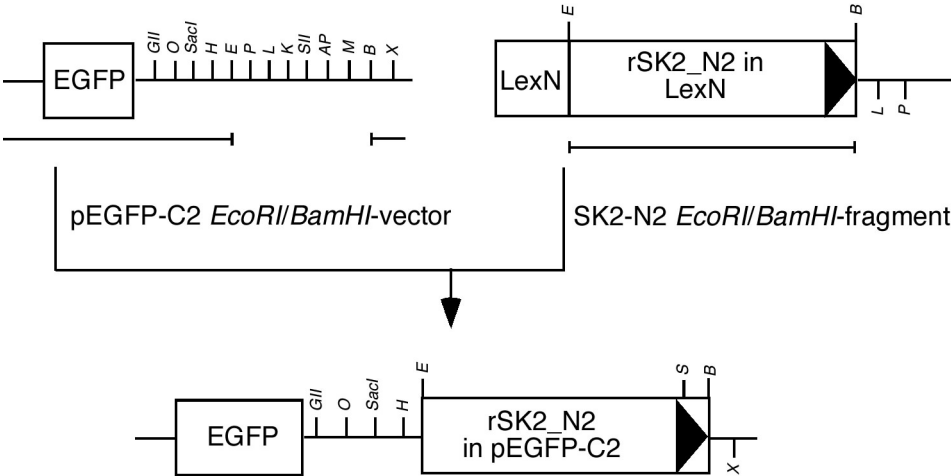 GII O SacI H E P L K SII AP M B X
EGFP
E B
LexN
rSK2_N2 in
LexN
L P
pEGFP-C2 EcoRI/BamHI-vector
SK2-N2 EcoRI/BamHI-fragment
GII O SacI H E S B
EGFP
rSK2_N2
in pEGFP-C2
X